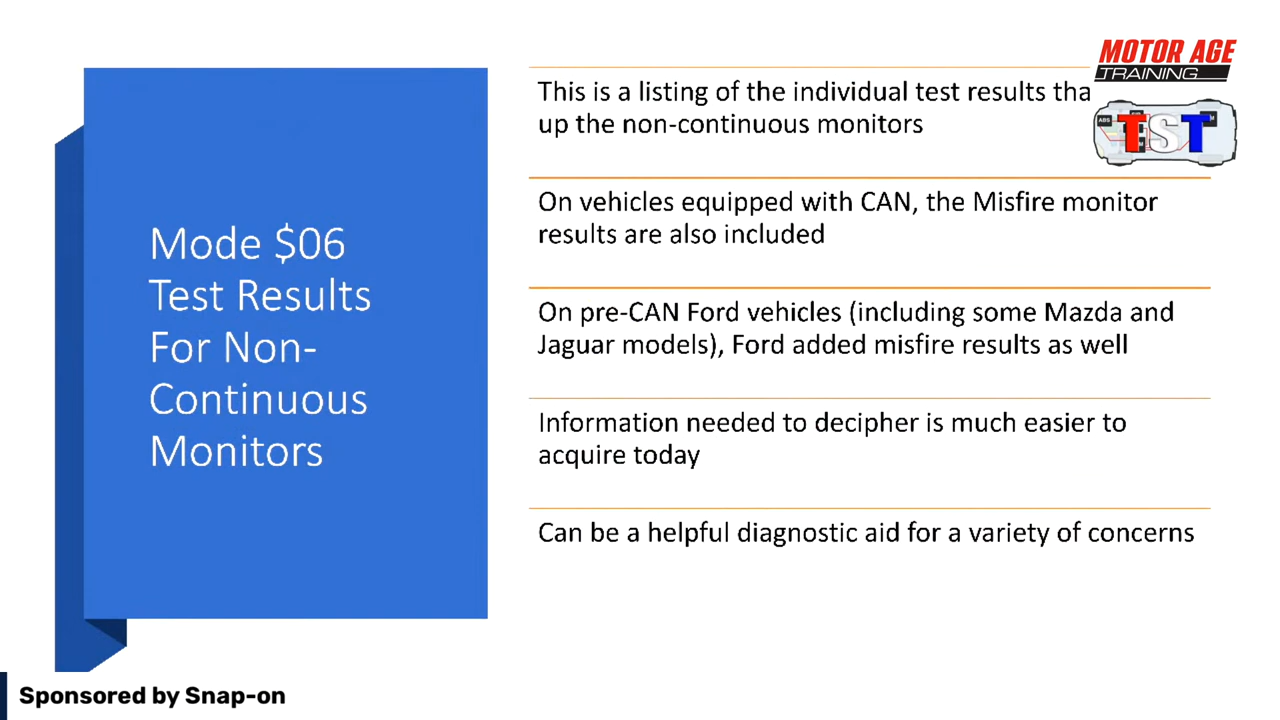 Mode $06
Test Results
For Non-
Continuous
Monitors
This is a listing of the individual test results tha
up the non-continuous monitors
On vehicles equipped with CAN, the Misfire monitor
results are also included
On pre-CAN Ford vehicles (including some Mazda and
Jaguar models), Ford added misfire results as well
Information needed to decipher is much easier to
acquire today
Can be a helpful diagnostic aid for a variety of concerns
MOTOR AGE
TRAINING
ABS
TST
Sponsored by Snap-on